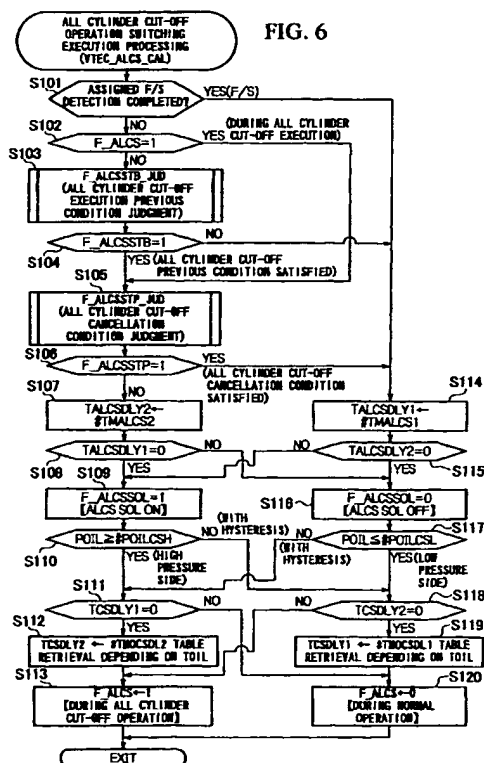 FIG. 6
ALL CYLINDER CUT-OFF
OPERATION SWITCHING
EXECUTION PROCESSING
(VTEC_ALCS_CAL)
S101
ASSIGNED F/S
DETECTION COMPLETED?
YES(F/S)
NO
S102
F_ALCS=1
YES
(DURING ALL CYLINDER
CUT-OFF EXECUTION)
NO
S103
F_ALCSSTB_JUD
(ALL CYLINDER CUT-OFF
EXECUTION PREVIOUS
CONDITION JUDGMENT)
S104
F_ALCSSTB=1
NO
YES
(ALL CYLINDER CUT-OFF
PREVIOUS CONDITION SATISFIED)
S105
F_ALCSSTP_JUD
(ALL CYLINDER CUT-OFF
CANCELLATION
CONDITION JUDGMENT)
S106
F_ALCSSTP=1
YES
(ALL CYLINDER CUT-OFF
CANCELLATION CONDITION
SATISFIED)
NO
S107
TALCSDLY2←
#TMALCS2
S114
TALCSDLY1←
#TMALCS1
S108
TALCSDLY1=0
NO
YES
NO
TALCSDLY2=0
S115
YES
S109
F_ALCSSOL=1
[ALCS SOL ON]
S116
F_ALCSSOL=0
[ALCS SOL OFF]
S110
POIL≥#POILCSH
NO
(WITH
HYSTERESIS)
YES
(HIGH
PRESSURE
SIDE)
S117
NO
(WITH
HYSTERESIS)
POIL≤#POILCSL
YES
(LOW
PRESSURE
SIDE)
S111
TCSDLY1=0
NO
YES
S118
NO
TCSDLY2=0
YES
S112
TCSDLY2 ← #TMOCSDL2 TABLE
RETRIEVAL DEPENDING ON TOIL
S119
TCSDLY1 ← #TMOCSDL1 TABLE
RETRIEVAL DEPENDING ON TOIL
S113
F_ALCS←1
[DURING ALL CYLINDER
CUT-OFF OPERATION]
S120
F_ALCS←0
[DURING NORMAL
OPERATION]
EXIT